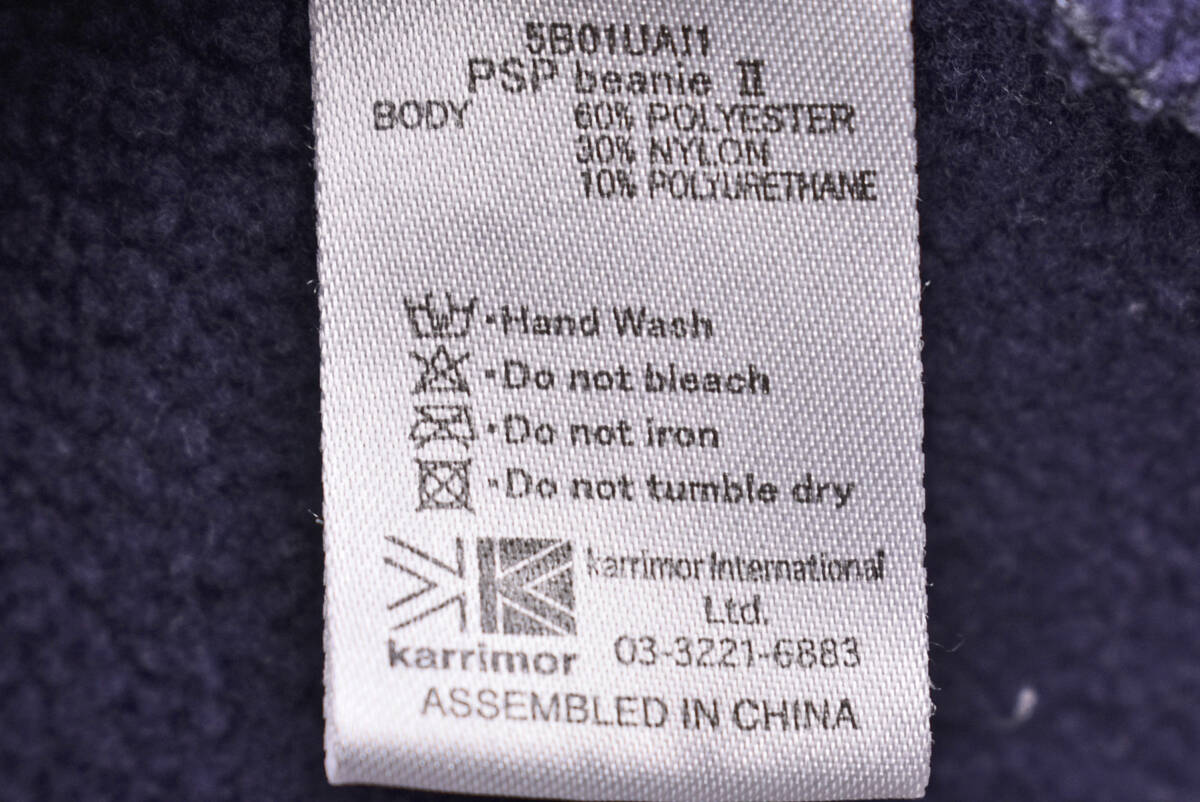 5B01UAI1
PSP beanie II
BODY 60% POLYESTER
30% NYLON
10% POLYURETHANE
・Hand Wash
・Do not bleach
・Do not iron
・Do not tumble dry
karrimor International
Ltd.
karrimor 03-3221-6883
ASSEMBLED IN CHINA